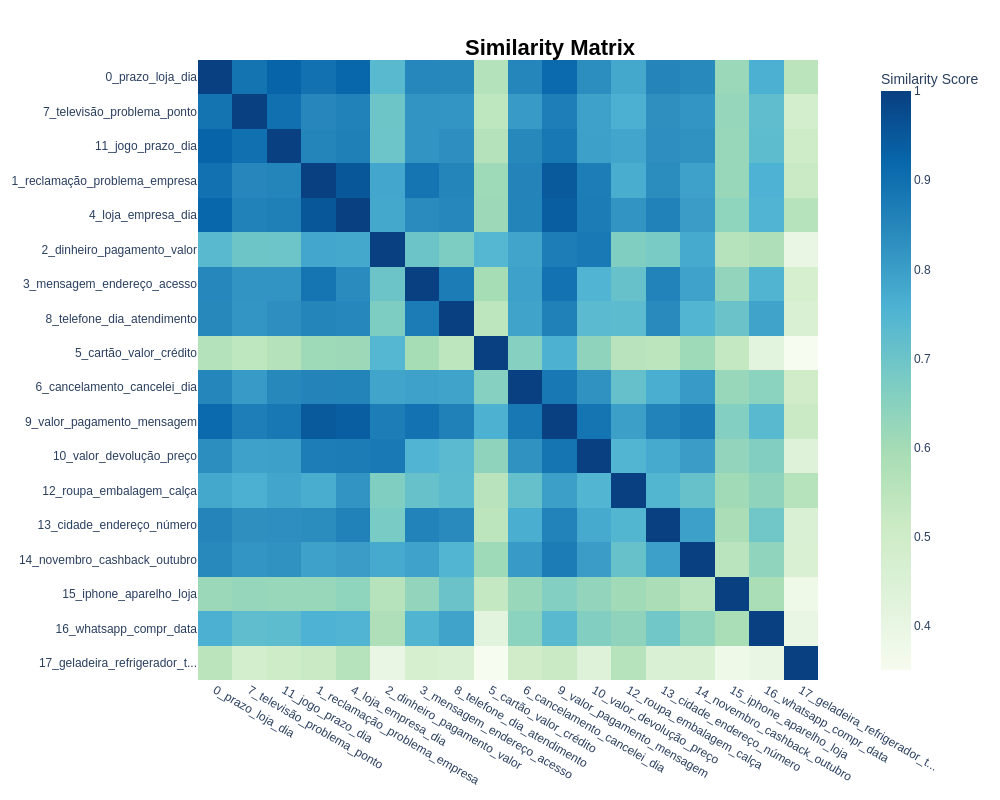 Similarity Matrix
Similarity Score
0_prazo_loja_dia
7_televisão_problema_ponto
11_jogo_prazo_dia
1_reclamação_problema_empresa
4_loja_empresa_dia
2_dinheiro_pagamento_valor
3_mensagem_endereço_acesso
8_telefone_dia_atendimento
5_cartão_valor_crédito
6_cancelamento_cancelei_dia
9_valor_pagamento_mensagem
10_valor_devolução_preço
12_roupa_embalagem_calça
13_cidade_endereço_número
14_novembro_cashback_outubro
15_iphone_aparelho_loja
16_whatsapp_compr_data
17_geladeira_refrigerador_t...
0_prazo_loja_dia
7_televisão_problema_ponto
11_jogo_prazo_dia
1_reclamação_problema_empresa
4_loja_empresa_dia
2_dinheiro_pagamento_valor
3_mensagem_endereço_acesso
8_telefone_dia_atendimento
5_cartão_valor_crédito
6_cancelamento_cancelei_dia
9_valor_pagamento_mensagem
10_valor_devolução_preço
12_roupa_embalagem_calça
13_cidade_endereço_número
14_novembro_cashback_outubro
15_iphone_aparelho_loja
16_whatsapp_compr_data
17_geladeira_refrigerador_t...
1
0.9
0.8
0.7
0.6
0.5
0.4